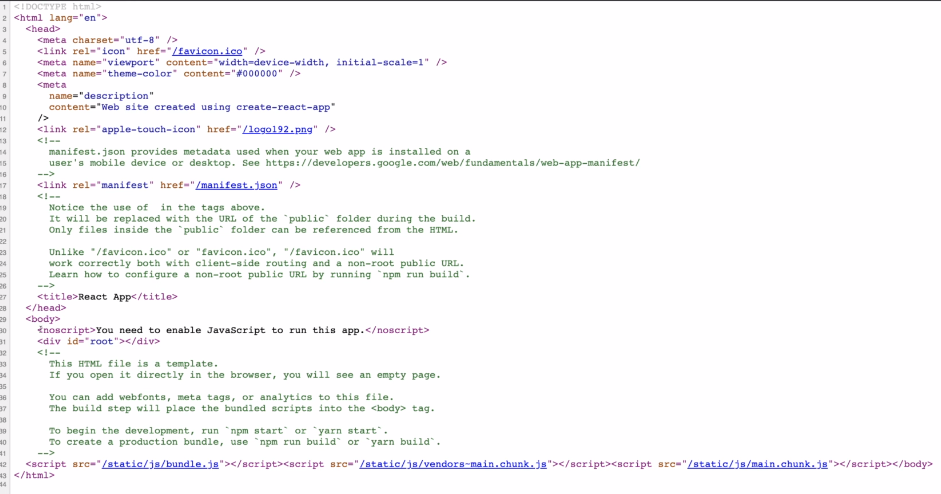 1 <!DOCTYPE html>
2 <html lang="en">
3 <head>
4 <meta charset="utf-8" />
5 <link rel="icon" href="/favicon.ico" />
6 <meta name="viewport" content="width=device-width, initial-scale=1" />
7 <meta name="theme-color" content="#000000" />
8 <meta
9 name="description"
10 content="Web site created using create-react-app"
11 />
12 <link rel="apple-touch-icon" href="/logo192.png" />
13 <!--
14 manifest.json provides metadata used when your web app is installed on a
15 user's mobile device or desktop. See https://developers.google.com/web/fundamentals/web-app-manifest/
16 -->
17 <link rel="manifest" href="/manifest.json" />
18 <!--
19 Notice the use of  in the tags above.
20 It will be replaced with the URL of the `public` folder during the build.
21 Only files inside the `public` folder can be referenced from the HTML.
22
23 Unlike "/favicon.ico" or "favicon.ico", "/favicon.ico" will
24 work correctly both with client-side routing and a non-root public URL.
25 Learn how to configure a non-root public URL by running `npm run build`.
26 -->
27 <title>React App</title>
28 </head>
29 <body>
30 <noscript>You need to enable JavaScript to run this app.</noscript>
31 <div id="root"></div>
32 <!--
33 This HTML file is a template.
34 If you open it directly in the browser, you will see an empty page.
35
36 You can add webfonts, meta tags, or analytics to this file.
37 The build step will place the bundled scripts into the <body> tag.
38
39 To begin the development, run `npm start` or `yarn start`.
40 To create a production bundle, use `npm run build` or `yarn build`.
41 -->
42 <script src="/static/js/bundle.js"></script><script src="/static/js/vendors-main.chunk.js"></script><script src="/static/js/main.chunk.js"></script></body>
43 </html>
44